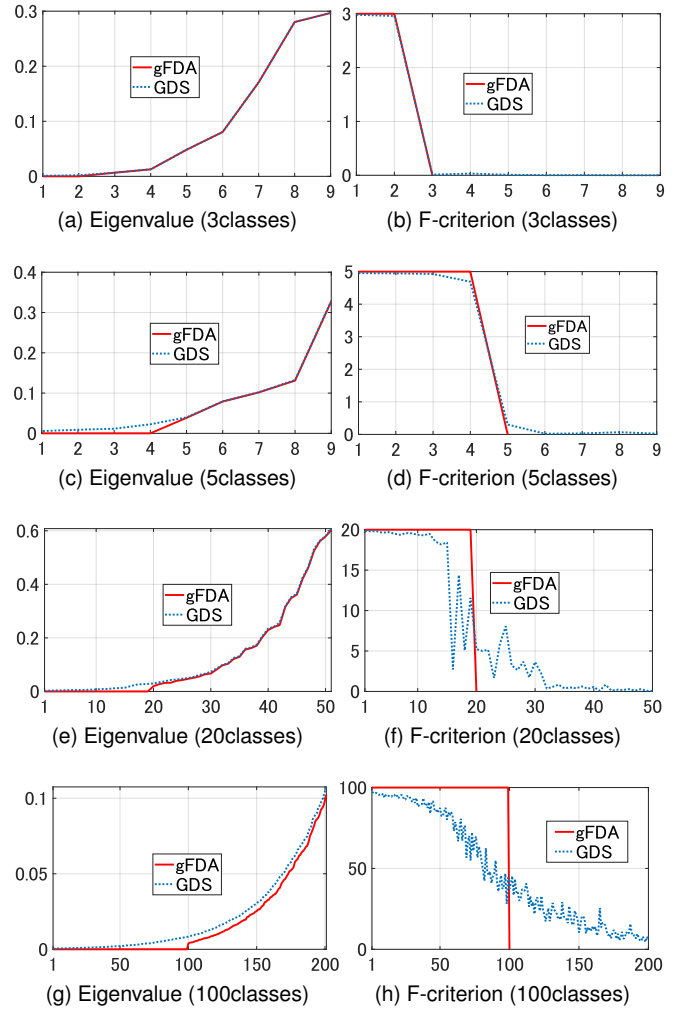 0.3
0.2
0.1
0
gFDA
GDS
1 2 3 4 5 6 7 8 9
(a) Eigenvalue (3classes)
3
2
1
0
gFDA
GDS
1 2 3 4 5 6 7 8 9
(b) F-criterion (3classes)
0.4
0.3
0.2
0.1
0
gFDA
GDS
1 2 3 4 5 6 7 8 9
(c) Eigenvalue (5classes)
5
4
3
2
1
0
gFDA
GDS
1 2 3 4 5 6 7 8 9
(d) F-criterion (5classes)
0.6
0.4
0.2
0
gFDA
GDS
1 10 20 30 40 50
(e) Eigenvalue (20classes)
20
15
10
5
0
gFDA
GDS
1 10 20 30 40 50
(f) F-criterion (20classes)
0.1
0.05
0
gFDA
GDS
1 50 100 150 200
(g) Eigenvalue (100classes)
100
50
0
gFDA
GDS
1 50 100 150 200
(h) F-criterion (100classes)